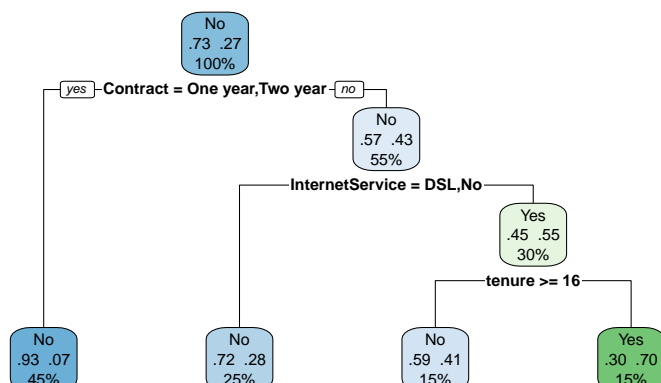 No
.73 .27
100%
yes Contract = One year,Two year no
No
.57 .43
55%
InternetService = DSL,No
Yes
.45 .55
30%
tenure >= 16
No
.93 .07
45%
No
.72 .28
25%
No
.59 .41
15%
Yes
.30 .70
15%